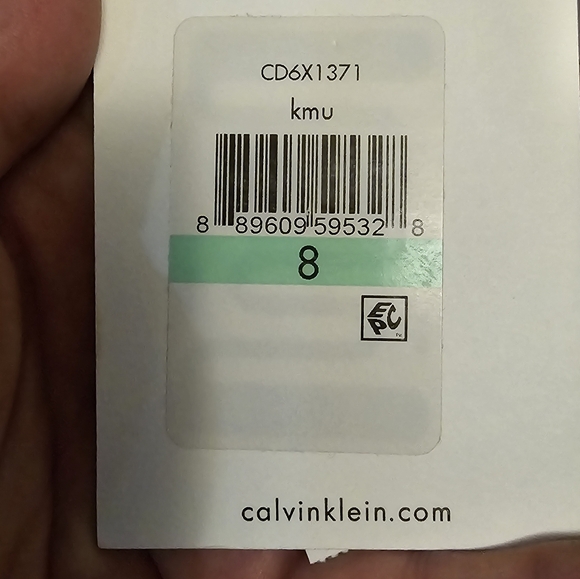 CD6X1371
kmu
8 89609 59532 8
8
EPC
calvinklein.com